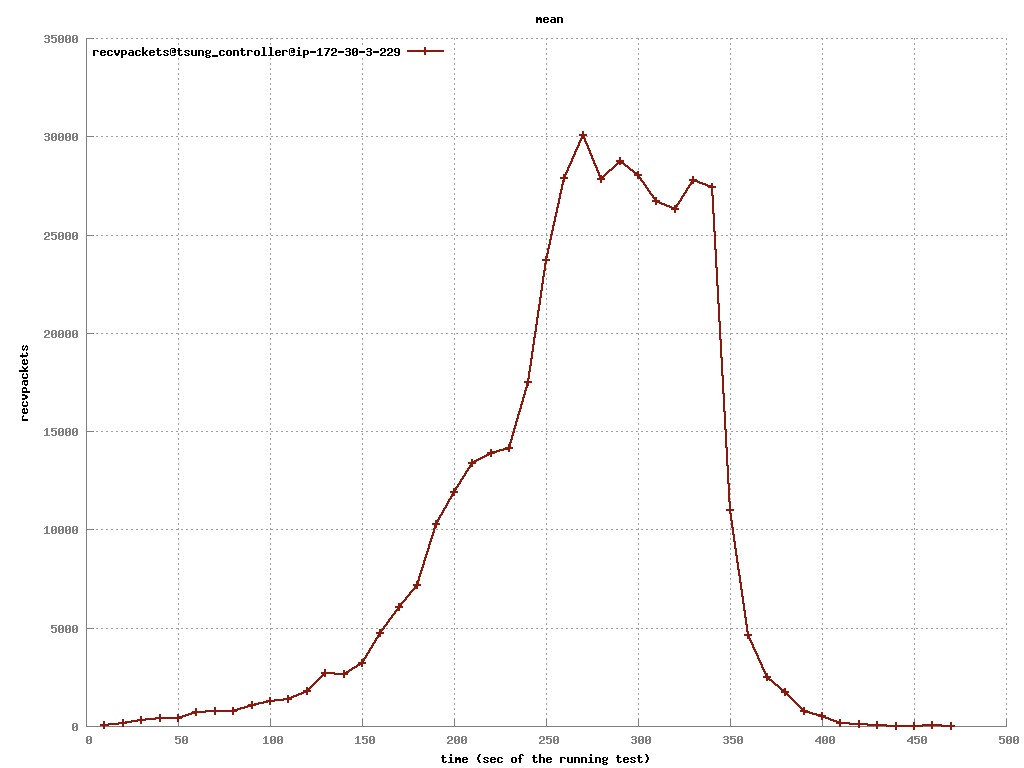 mean
35000
recvpackets@tsung_controller@ip-172-30-3-229
30000
25000
20000
recvpackets
15000
10000
5000
0
0 50 100 150 200 250 300 350 400 450 500
time (sec of the running test)